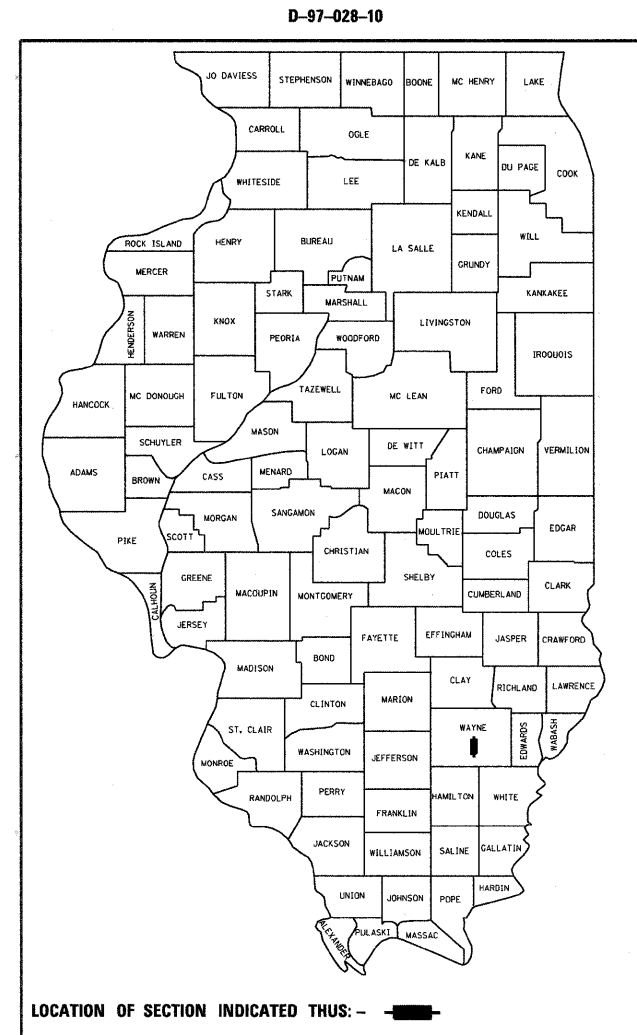 D-97-028-10
JO DAVIESS
STEPHENSON
WINNEBAGO
BOONE
MC HENRY
LAKE
CARROLL
OGLE
DE KALB
KANE
DU PAGE
COOK
WHITESIDE
LEE
KENDALL
WILL
ROCK ISLAND
HENRY
BUREAU
LA SALLE
GRUNDY
MERCER
PUTNAM
STARK
MARSHALL
KANKAKEE
HENDERSON
WARREN
KNOX
PEORIA
WOODFORD
LIVINGSTON
IROQUOIS
HANCOCK
MC DONOUGH
FULTON
TAZEWELL
MC LEAN
FORD
SCHUYLER
MASON
LOGAN
DE WITT
CHAMPAIGN
VERMILION
ADAMS
BROWN
CASS
MENARD
MACON
PIATT
PIKE
SCOTT
MORGAN
SANGAMON
CHRISTIAN
MOULTRIE
DOUGLAS
EDGAR
COLES
CALHOUN
GREENE
MACOUPIN
MONTGOMERY
SHELBY
CUMBERLAND
CLARK
JERSEY
FAYETTE
EFFINGHAM
JASPER
CRAWFORD
MADISON
BOND
CLAY
RICHLAND
LAWRENCE
CLINTON
MARION
ST. CLAIR
WAYNE
EDWARDS
WABASH
MONROE
WASHINGTON
JEFFERSON
RANDOLPH
PERRY
FRANKLIN
HAMILTON
WHITE
JACKSON
WILLIAMSON
SALINE
GALLATIN
UNION
JOHNSON
POPE
HARDIN
ALEXANDER
PULASKI
MASSAC
LOCATION OF SECTION INDICATED THUS: -